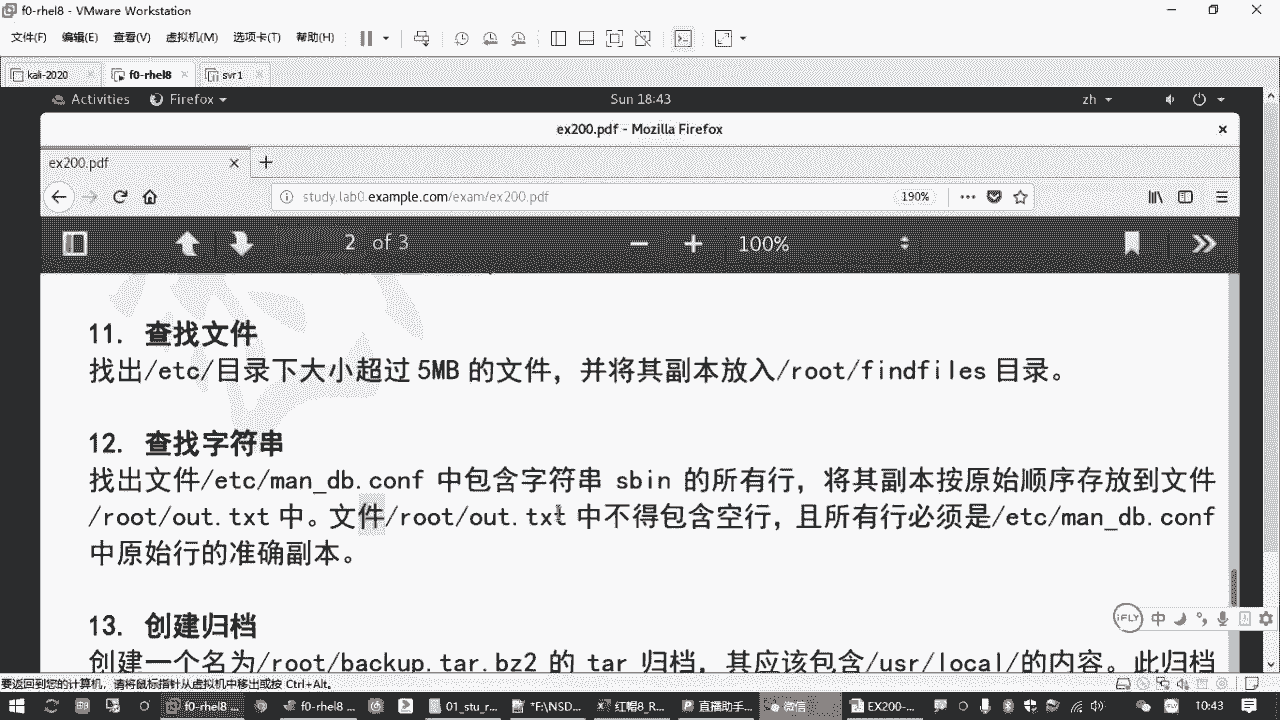 f0-rhel8 - VMware Workstation
文件(F) 编辑(E) 查看(V) 虚拟机(M) 选项卡(T) 帮助(H)
kali-2020 f0-rhel8 svr1
Activities Firefox Sun 18:43 zh
ex200.pdf - Mozilla Firefox
ex200.pdf
study.lab0.example.com/exam/ex200.pdf 190%
2 of 3 100%
11. 查找文件
找出/etc/目录下大小超过 5MB 的文件，并将其副本放入/root/findfiles 目录。
12. 查找字符串
找出文件/etc/man_db.conf 中包含字符串 sbin 的所有行，将其副本按原始顺序存放到文件
/root/out.txt 中。文件/root/out.txt 中不得包含空行，且所有行必须是/etc/man_db.conf
中原始行的准确副本。
13. 创建归档
创建一个名为/root/backup.tar.bz2 的 tar 归档，其应该包含/usr/local/的内容。此归档
iFLY 中
要返回到您的计算机，请将鼠标指针从虚拟机中移出或按 Ctrl+Alt。
f0-rhel8 - ... f0-rhel8 ... 01_stu_r... *F:\NSD... 红帽8_R... 直播助手... 微信 EX200-... 中 10:43